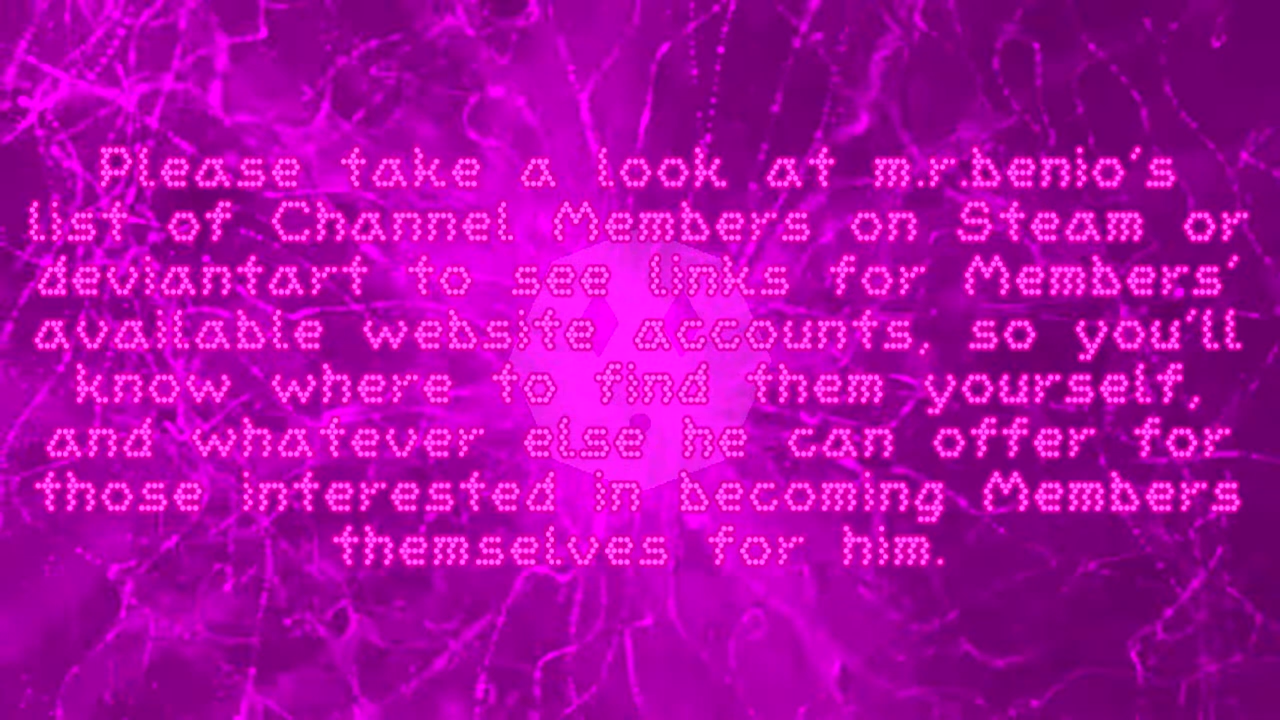 Please take a look at m.r.benio's
list of Channel Members on Steam or
deviantart to see links for Members'
available website accounts, so you'll
know where to find them yourself,
and whatever else he can offer for
those interested in becoming Members
themselves for him.